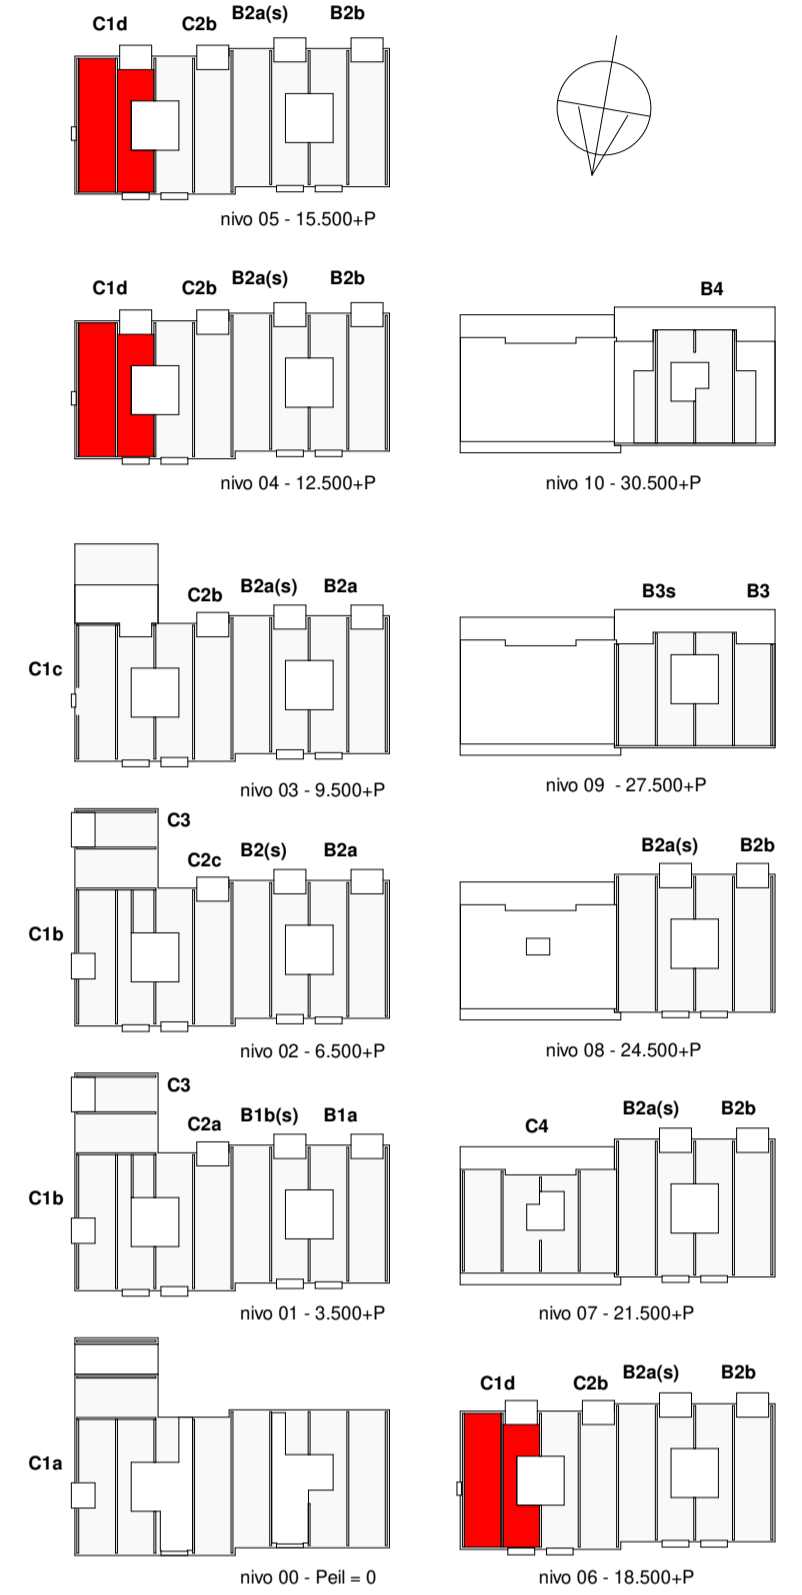 C1d C2b B2a(s) B2b
nivo 05 - 15.500+P
C1d C2b B2a(s) B2b
nivo 04 - 12.500+P
B4
nivo 10 - 30.500+P
C1c C2b B2a(s) B2a
nivo 03 - 9.500+P
B3s B3
nivo 09 - 27.500+P
C3
C1b C2c B2(s) B2a
nivo 02 - 6.500+P
B2a(s) B2b
nivo 08 - 24.500+P
C3
C1b C2a B1b(s) B1a
nivo 01 - 3.500+P
C4 B2a(s) B2b
nivo 07 - 21.500+P
C1a
nivo 00 - Peil = 0
C1d C2b B2a(s) B2b
nivo 06 - 18.500+P